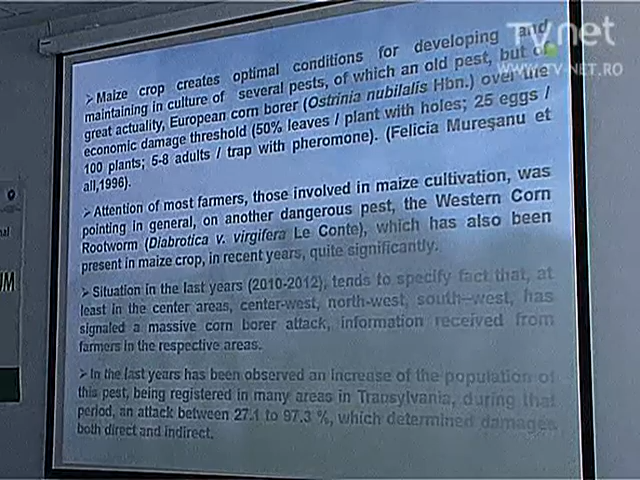 TV net
WWW.TV-NET.RO
➢ Maize crop creates optimal conditions for developing and
maintaining in culture of several pests, of which an old pest, but of
great actuality, European corn borer (Ostrinia nubilalis Hbn.) over the
economic damage threshold (50% leaves / plant with holes; 25 eggs /
100 plants; 5-8 adults / trap with pheromone). (Felicia Mureşanu et
all,1996).
➢ Attention of most farmers, those involved in maize cultivation, was
pointing in general, on another dangerous pest, the Western Corn
Rootworm (Diabrotica v. virgifera Le Conte), which has also been
present in maize crop, in recent years, quite significantly.
➢ Situation in the last years (2010-2012), tends to specify fact that, at
least in the center areas, center-west, north-west, south–west, has
signaled a massive corn borer attack, information received from
farmers in the respective areas.
➢ In the last years has been observed an increase of the population of
this pest, being registered in many areas in Transylvania, during that
period, an attack between 27.1 to 97.3 %, which determined damages
both direct and indirect.